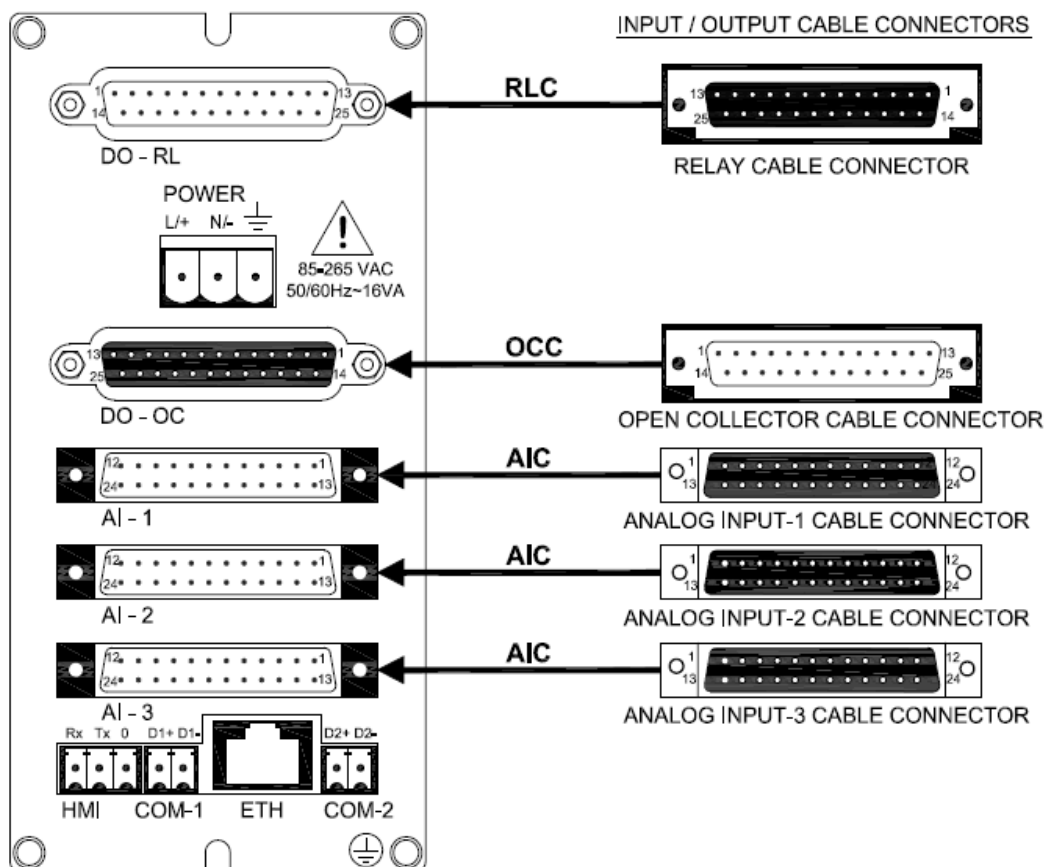 INPUT / OUTPUT CABLE CONNECTORS
1 13
14 25
DO - RL
RLC
13 1
25 14
RELAY CABLE CONNECTOR
POWER
L/+ N/-
!
85-265 VAC
50/60Hz~16VA
13 1
25 14
DO - OC
OCC
1 13
14 25
OPEN COLLECTOR CABLE CONNECTOR
12 1
24 13
AI - 1
AIC
1 12
13 24
ANALOG INPUT-1 CABLE CONNECTOR
12 1
24 13
AI - 2
AIC
1 12
13 24
ANALOG INPUT-2 CABLE CONNECTOR
12 1
24 13
AI - 3
AIC
1 12
13 24
ANALOG INPUT-3 CABLE CONNECTOR
Rx Tx 0 D1+ D1- D2+ D2-
HMI COM-1 ETH COM-2